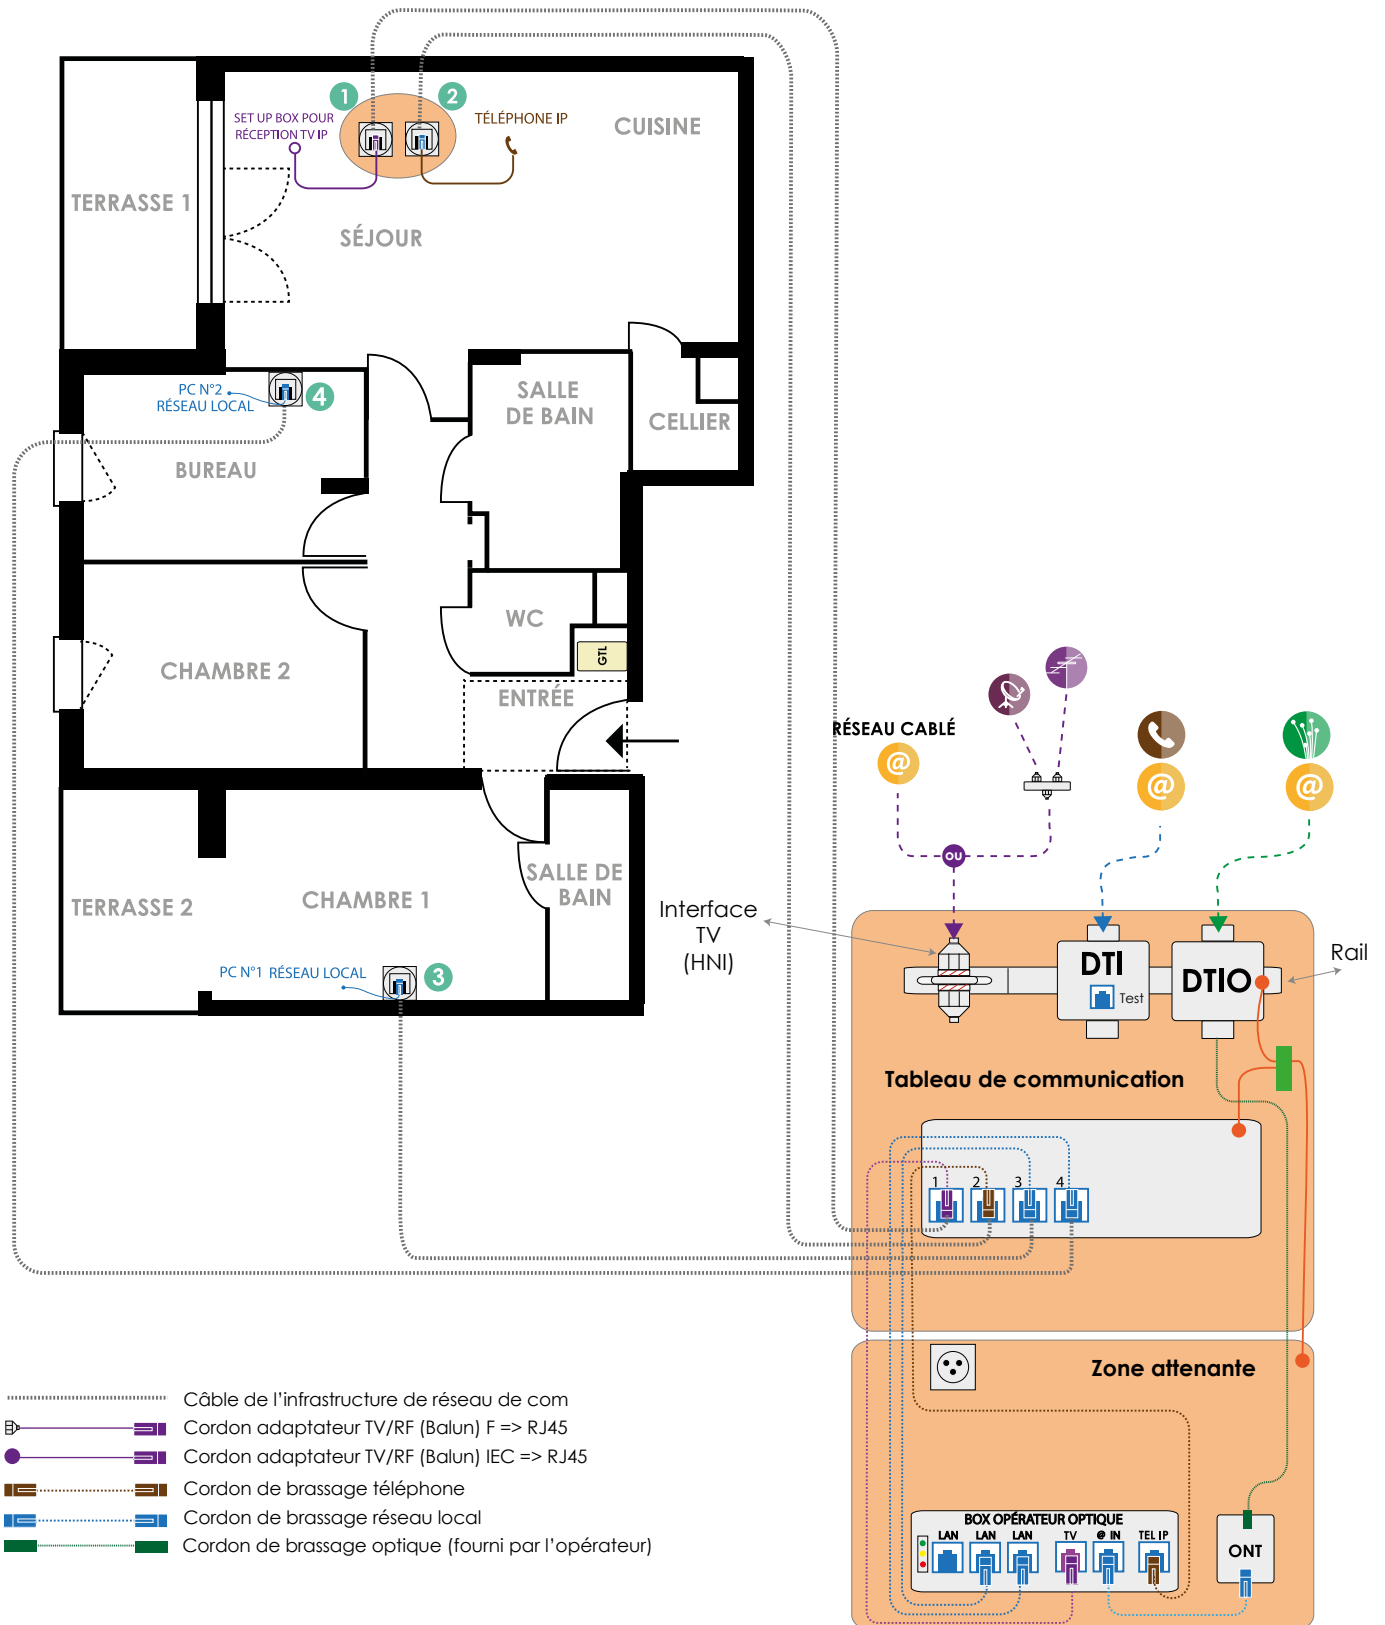 1
2
SET UP BOX POUR
RÉCEPTION TV IP
TÉLÉPHONE IP
CUISINE
TERRASSE 1
SÉJOUR
PC N°2
RÉSEAU LOCAL
4
SALLE
DE BAIN
CELLIER
BUREAU
WC
GTL
CHAMBRE 2
ENTRÉE
RÉSEAU CABLÉ
@
@
@
OU
CHAMBRE 1
SALLE DE
BAIN
TERRASSE 2
PC N°1 RÉSEAU LOCAL
3
Interface
TV
(HNI)
DTI
Test
DTIO
Rail
Tableau de communication
1
2
3
4
Zone attenante
BOX OPÉRATEUR OPTIQUE
LAN LAN LAN TV @ IN TEL IP
ONT
Câble de l'infrastructure de réseau de com
Cordon adaptateur TV/RF (Balun) F => RJ45
Cordon adaptateur TV/RF (Balun) IEC => RJ45
Cordon de brassage téléphone
Cordon de brassage réseau local
Cordon de brassage optique (fourni par l'opérateur)